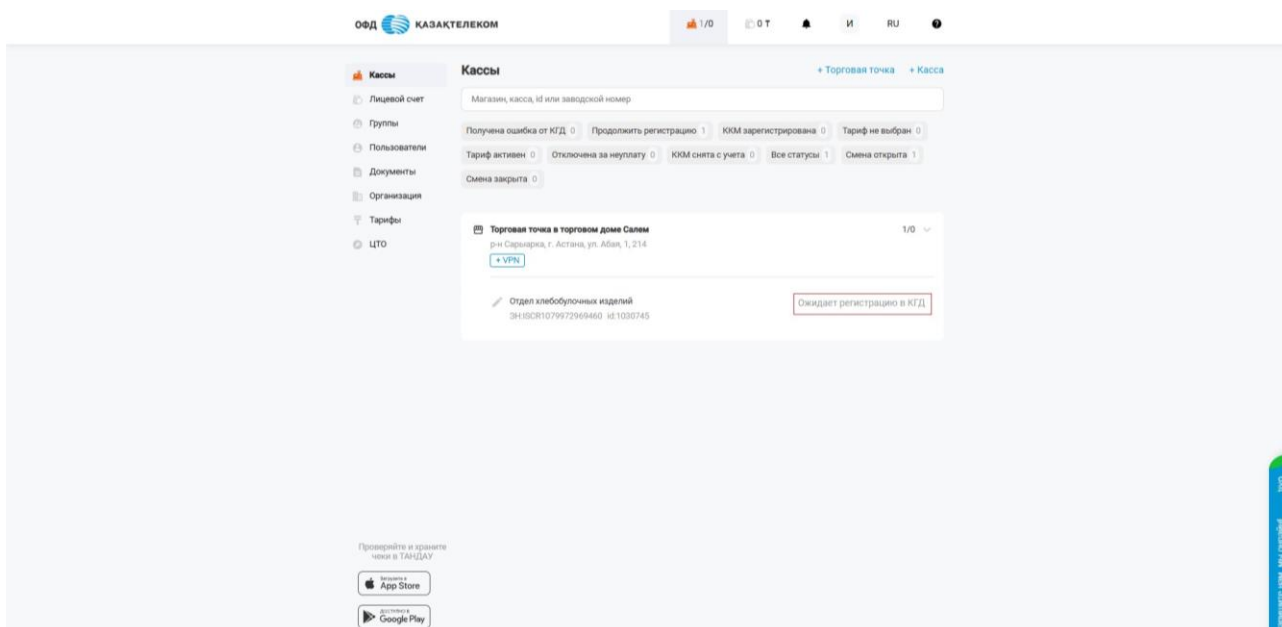 ОФД ҚАЗАҚТЕЛЕКОМ
1/0
0 ₸
И
RU
Кассы
Лицевой счет
Группы
Пользователи
Документы
Организация
Тарифы
ЦТО
Кассы
+ Торговая точка + Касса
Магазин, касса, id или заводской номер
Получена ошибка от КГД 0 Продолжить регистрацию 1 ККМ зарегистрирована 0 Тариф не выбран 0
Тариф активен 0 Отключена за неуплату 0 ККМ снята с учета 0 Все статусы 1 Смена открыта 1
Смена закрыта 0
Торговая точка в торговом доме Салем 1/0
р-н Сарыарка, г. Астана, ул. Абая, 1, 214
+ VPN
Отдел хлебобулочных изделий Ожидает регистрацию в КГД
ЗН:ISCR1079972969460 id:1030745
Проверяйте и храните
чеки в ТАНДАУ
Загрузите в
App Store
ДОСТУПНО В
Google Play